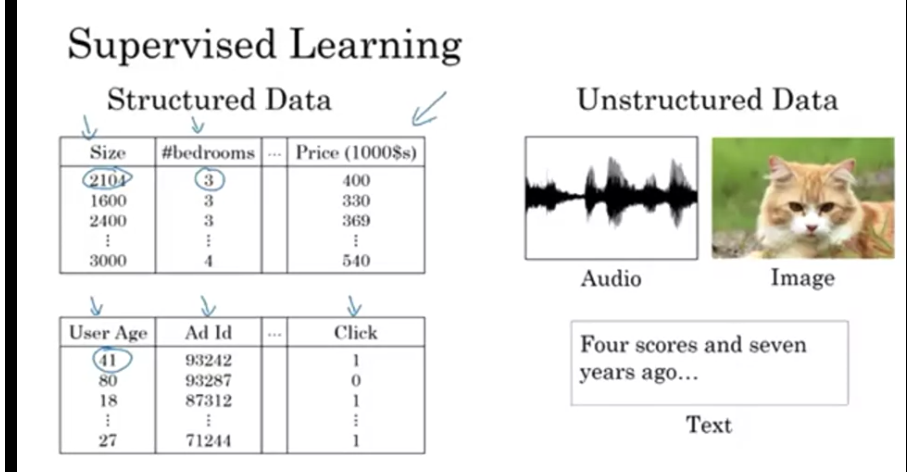 Supervised Learning
Structured Data
Size #bedrooms ... Price (1000$s)
2104 3 400
1600 3 330
2400 3 369
⋮ ⋮ ⋮
3000 4 540
User Age Ad Id ... Click
41 93242 1
80 93287 0
18 87312 1
⋮ ⋮ ⋮
27 71244 1
Unstructured Data
Audio Image
Four scores and seven
years ago...
Text